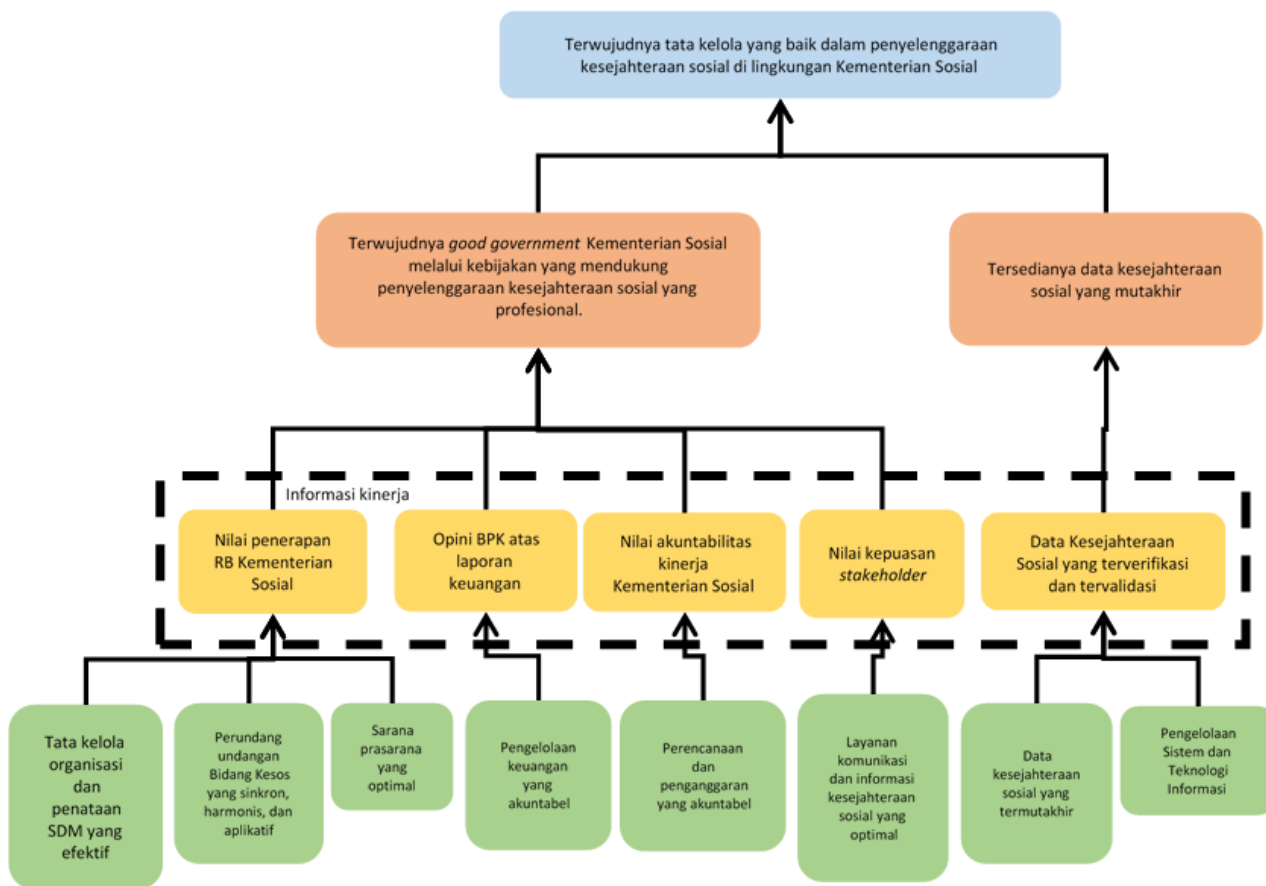 Terwujudnya tata kelola yang baik dalam penyelenggaraan
kesejahteraan sosial di lingkungan Kementerian Sosial
Terwujudnya good government Kementerian Sosial
melalui kebijakan yang mendukung
penyelenggaraan kesejahteraan sosial yang
profesional.
Tersedianya data kesejahteraan
sosial yang mutakhir
Informasi kinerja
Nilai penerapan
RB Kementerian
Sosial
Opini BPK atas
laporan
keuangan
Nilai akuntabilitas
kinerja
Kementerian Sosial
Nilai kepuasan
stakeholder
Data Kesejahteraan
Sosial yang terverifikasi
dan tervalidasi
Tata kelola
organisasi
dan
penataan
SDM yang
efektif
Perundang
undangan
Bidang Kesos
yang sinkron,
harmonis, dan
aplikatif
Sarana
prasarana
yang
optimal
Pengelolaan
keuangan
yang
akuntabel
Perencanaan
dan
penganggaran
yang akuntabel
Layanan
komunikasi
dan informasi
kesejahteraan
sosial yang
optimal
Data
kesejahteraan
sosial yang
termutakhir
Pengelolaan
Sistem dan
Teknologi
Informasi